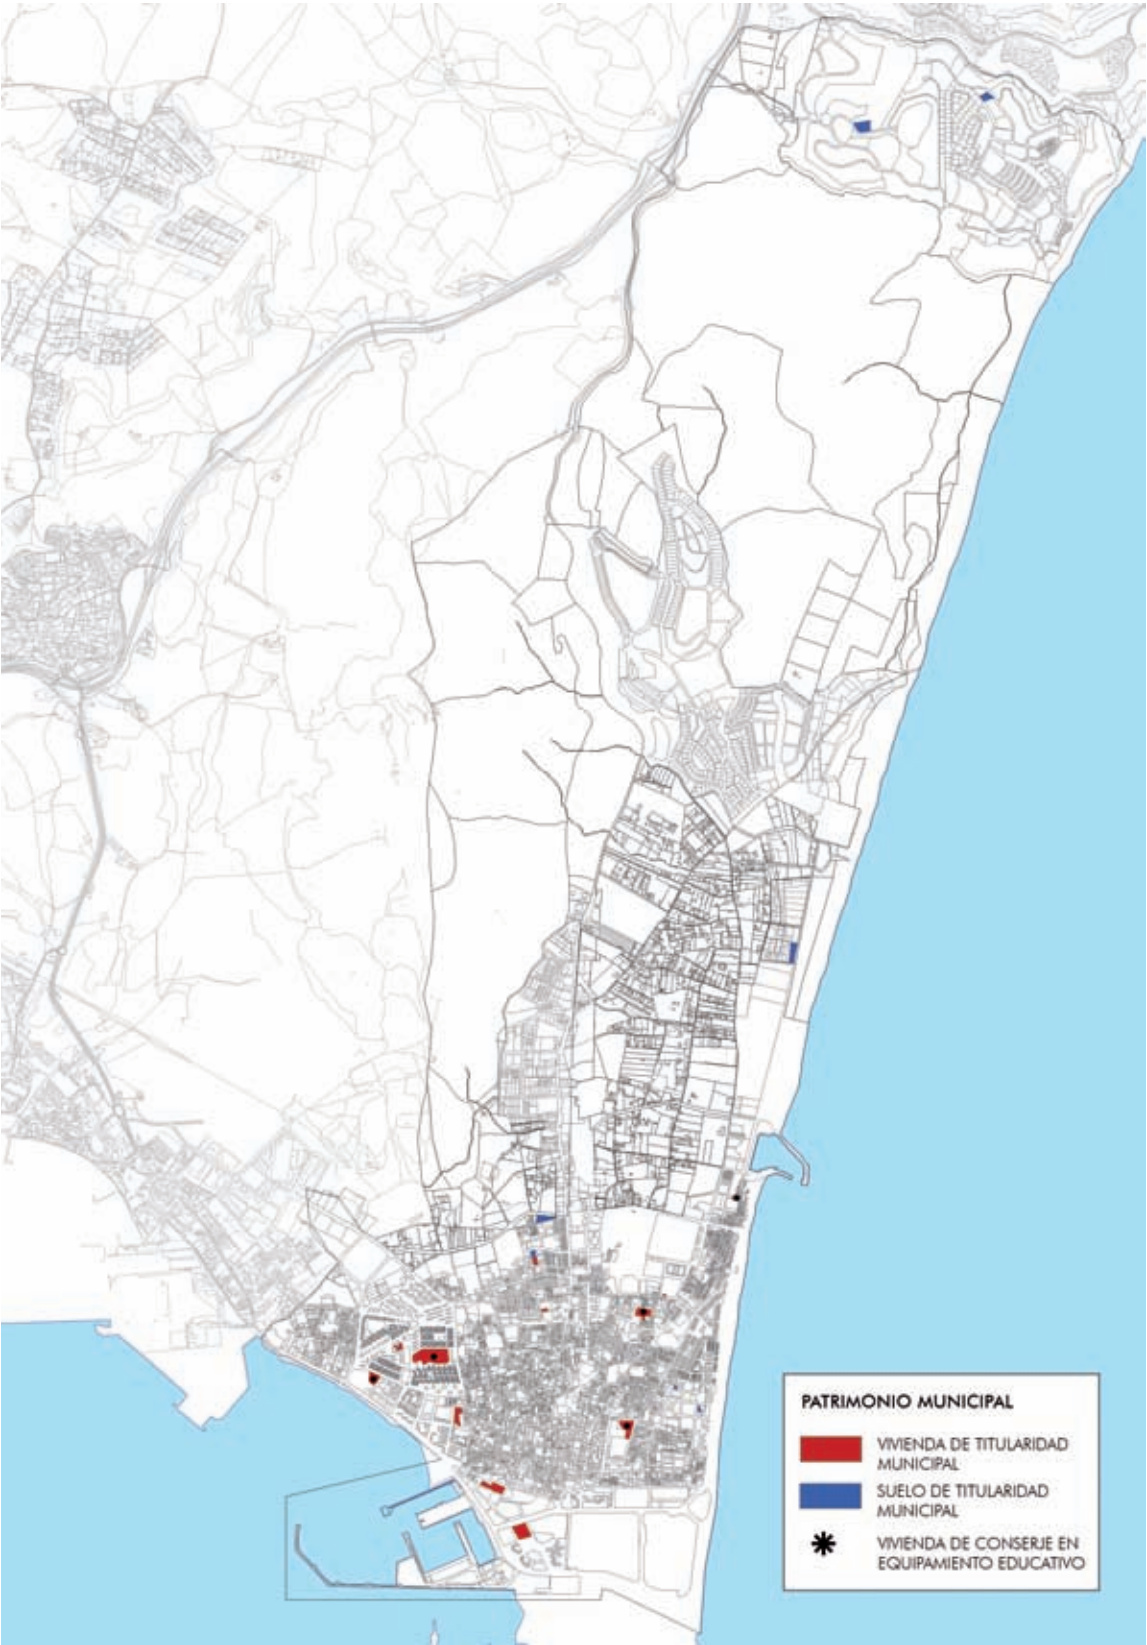 PATRIMONIO MUNICIPAL
VIVIENDA DE TITULARIDAD
MUNICIPAL
SUELO DE TITULARIDAD
MUNICIPAL
VIVIENDA DE CONSERJE EN
EQUIPAMIENTO EDUCATIVO